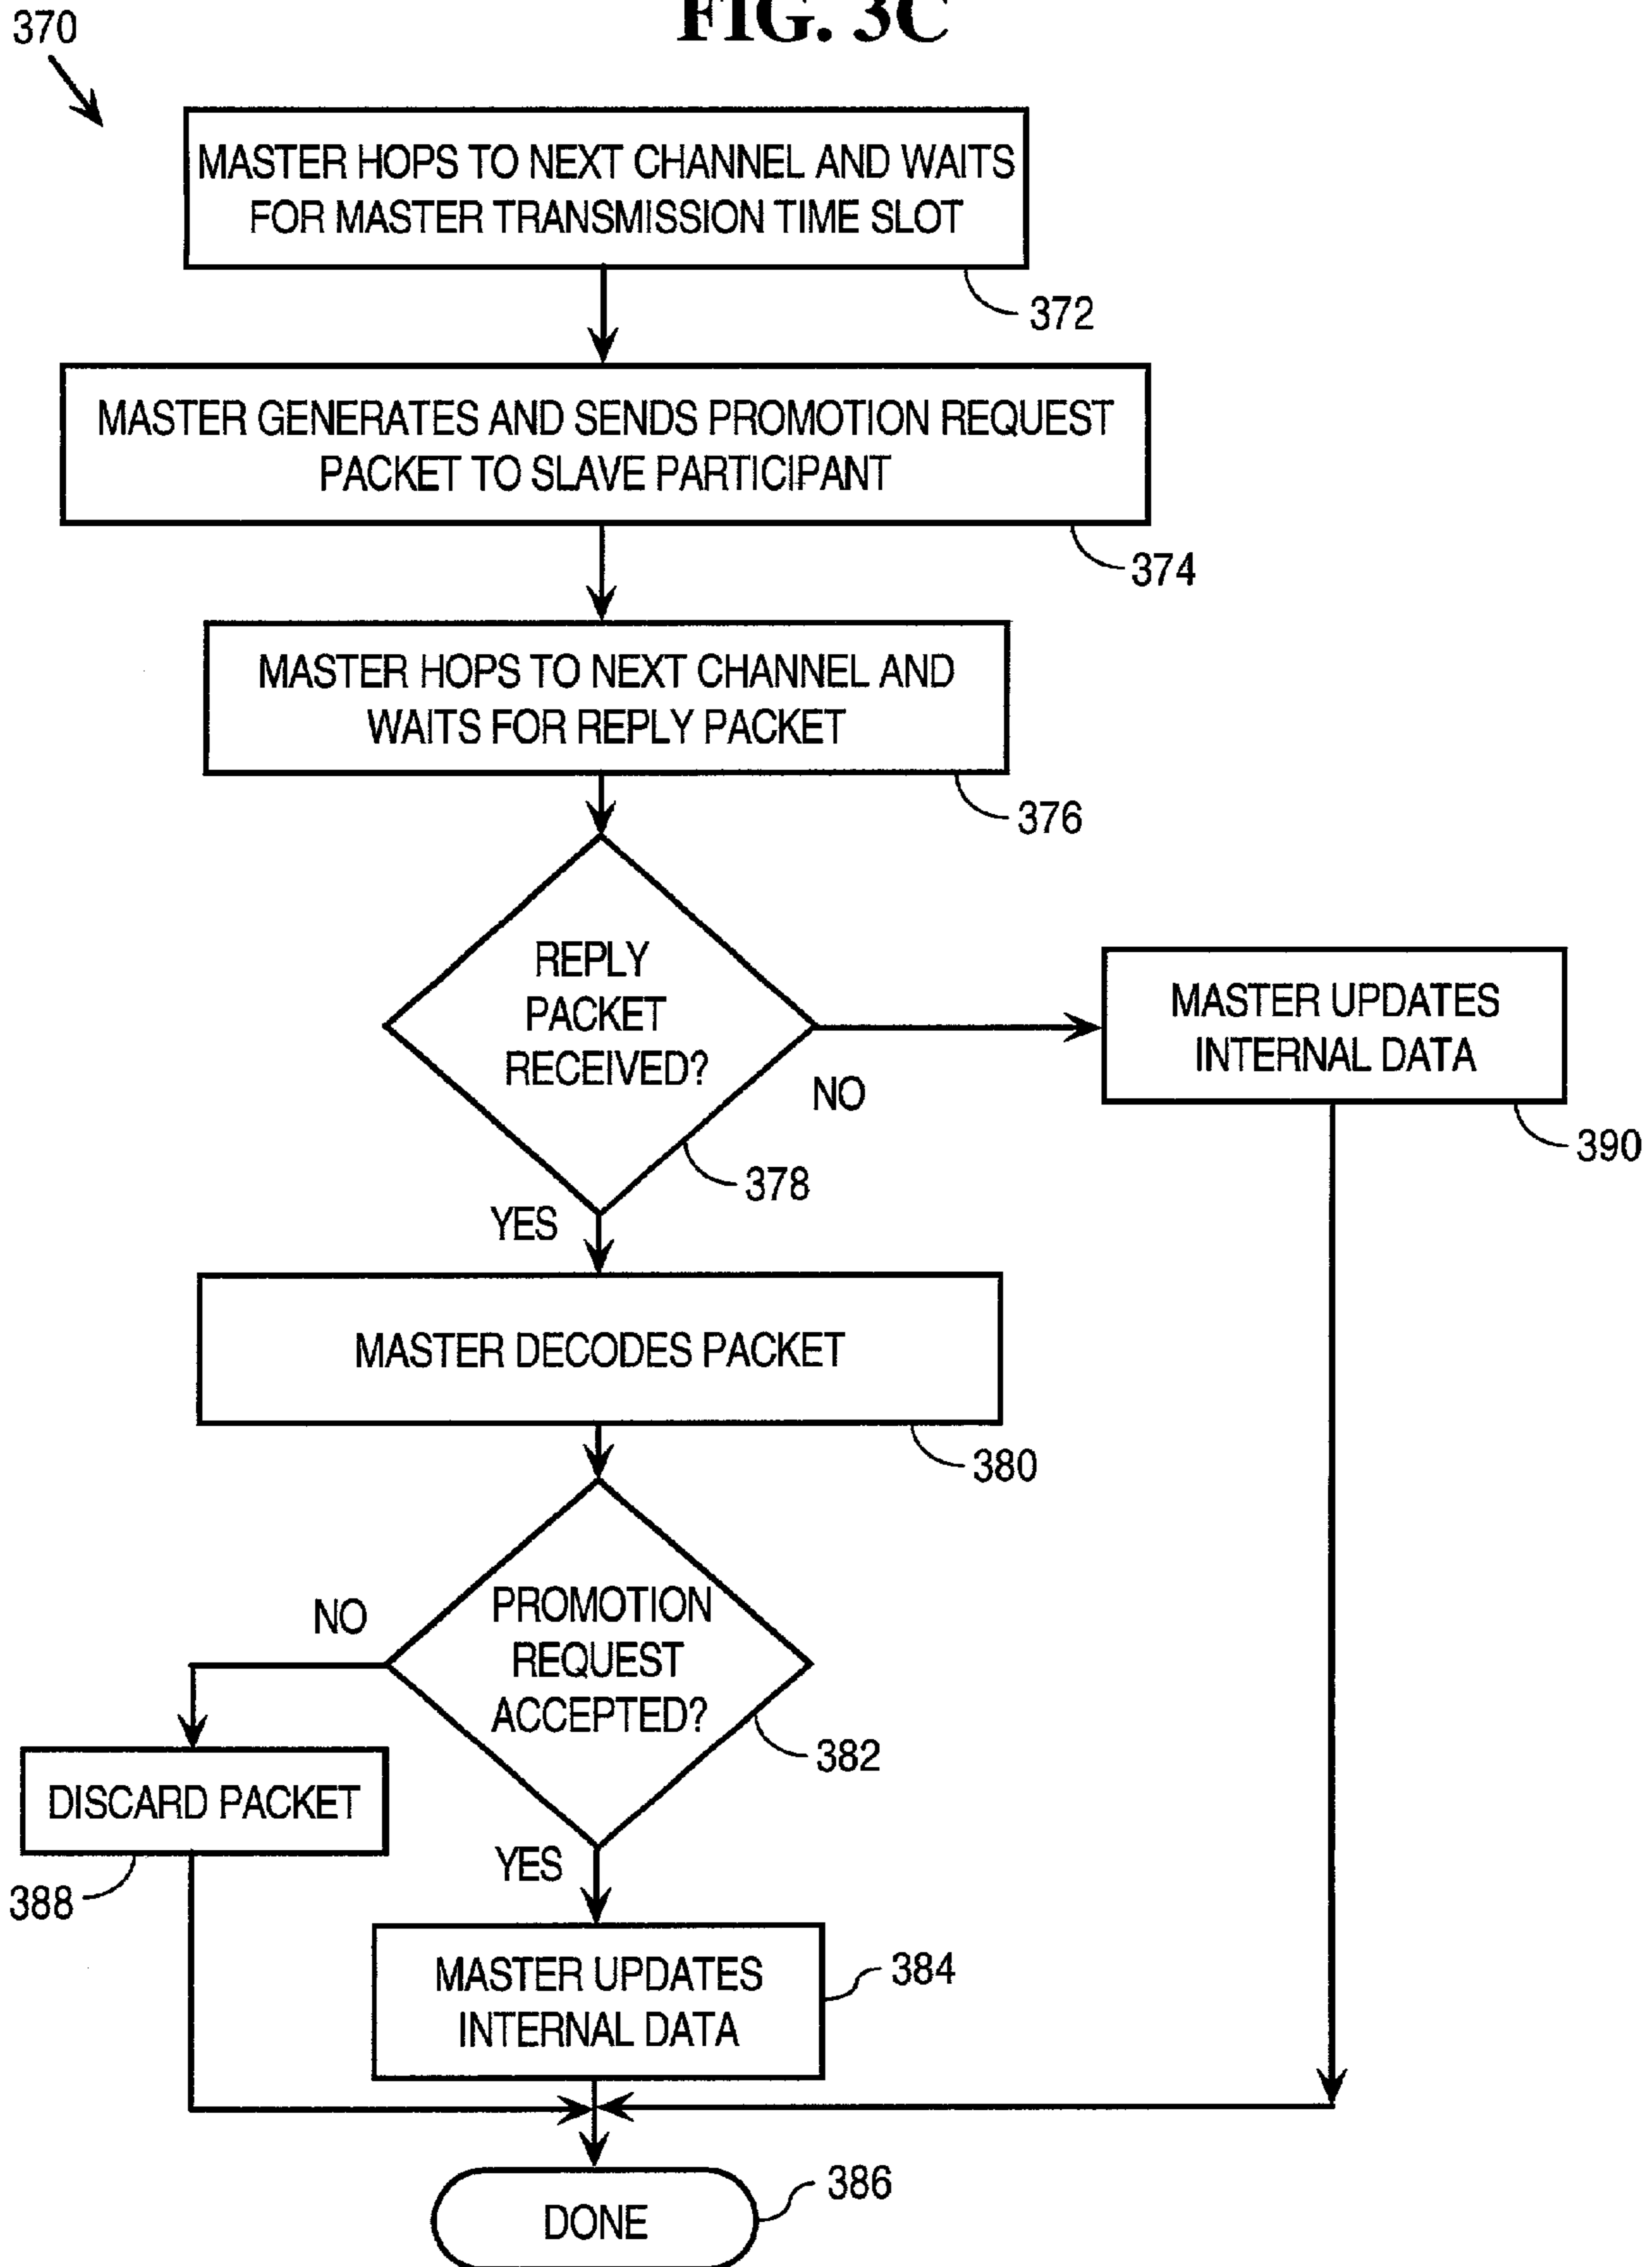 FIG. 3C
370
MASTER HOPS TO NEXT CHANNEL AND WAITS
FOR MASTER TRANSMISSION TIME SLOT
372
MASTER GENERATES AND SENDS PROMOTION REQUEST
PACKET TO SLAVE PARTICIPANT
374
MASTER HOPS TO NEXT CHANNEL AND
WAITS FOR REPLY PACKET
376
REPLY
PACKET
RECEIVED?
NO
378
YES
MASTER UPDATES
INTERNAL DATA
390
MASTER DECODES PACKET
380
PROMOTION
REQUEST
ACCEPTED?
NO
382
YES
DISCARD PACKET
388
MASTER UPDATES
INTERNAL DATA
384
DONE
386